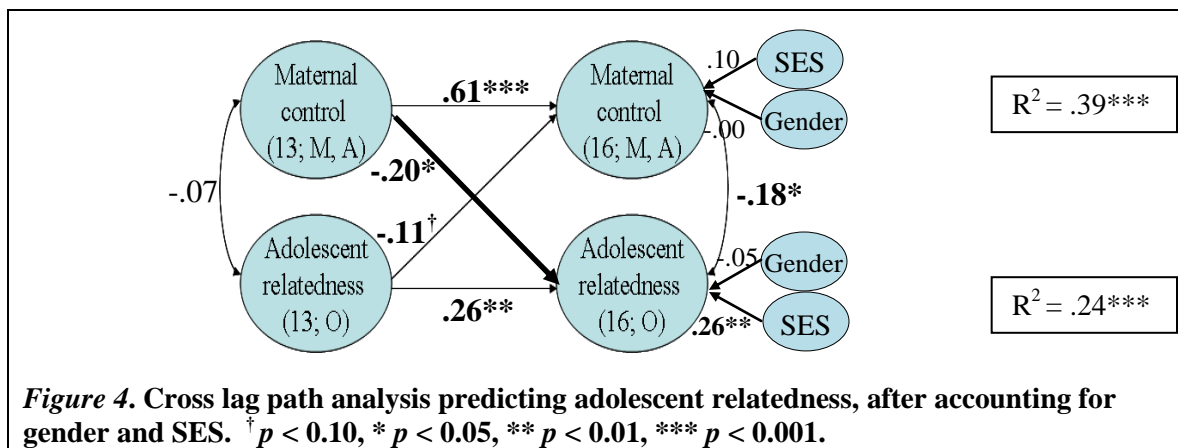 Maternal
control
(13; M, A)
.61***
Maternal
control
(16; M, A)
.10
SES
-.00
Gender
R² = .39***
-.07
-.20*
-.11†
-.18*
Adolescent
relatedness
(13; O)
.26**
Adolescent
relatedness
(16; O)
-.05
Gender
.26**
SES
R² = .24***
Figure 4. Cross lag path analysis predicting adolescent relatedness, after accounting for
gender and SES. † p < 0.10, * p < 0.05, ** p < 0.01, *** p < 0.001.